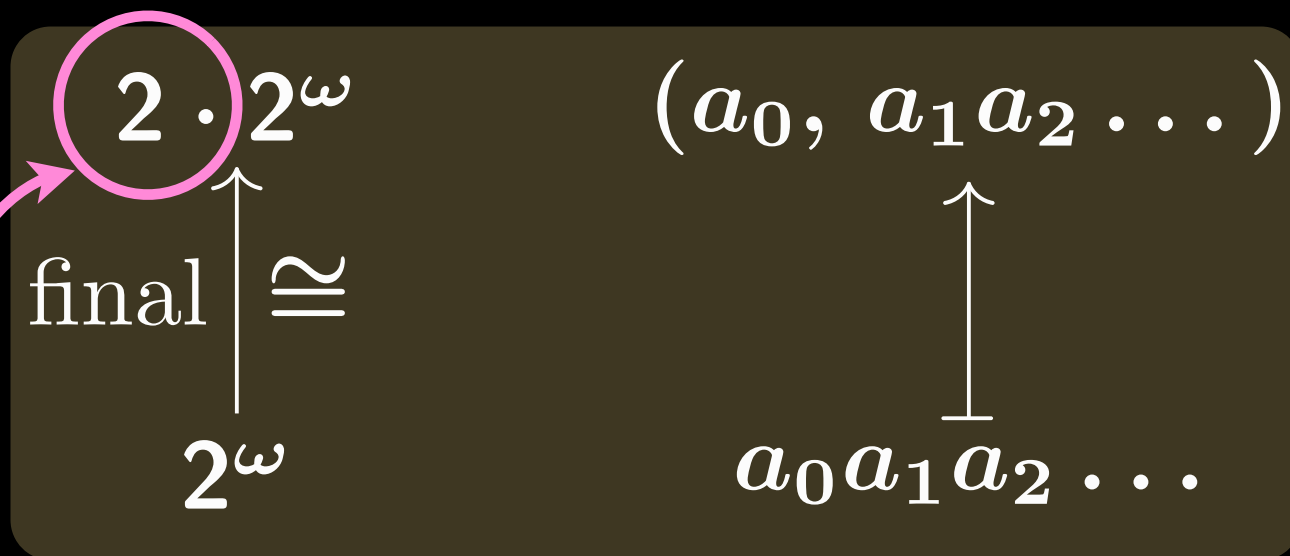 2 · 2^ω (a₀, a₁a₂ … )
final ≅
2^ω a₀a₁a₂ …